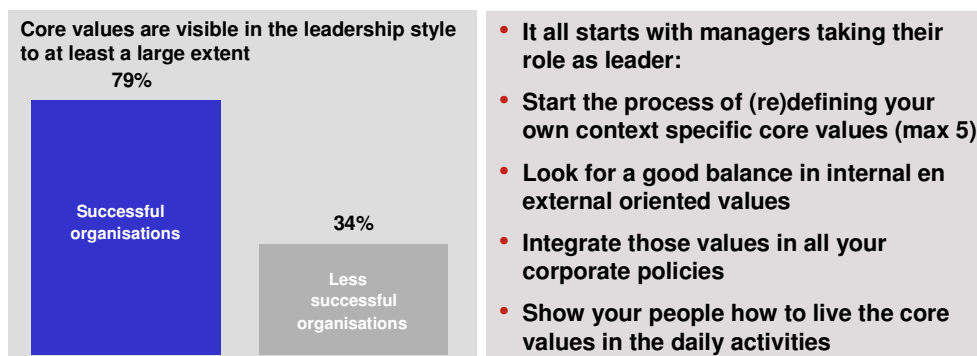 Core values are visible in the leadership style
to at least a large extent
79%
Successful
organisations
34%
Less
successful
organisations
• It all starts with managers taking their
role as leader:
• Start the process of (re)defining your
own context specific core values (max 5)
• Look for a good balance in internal en
external oriented values
• Integrate those values in all your
corporate policies
• Show your people how to live the core
values in the daily activities